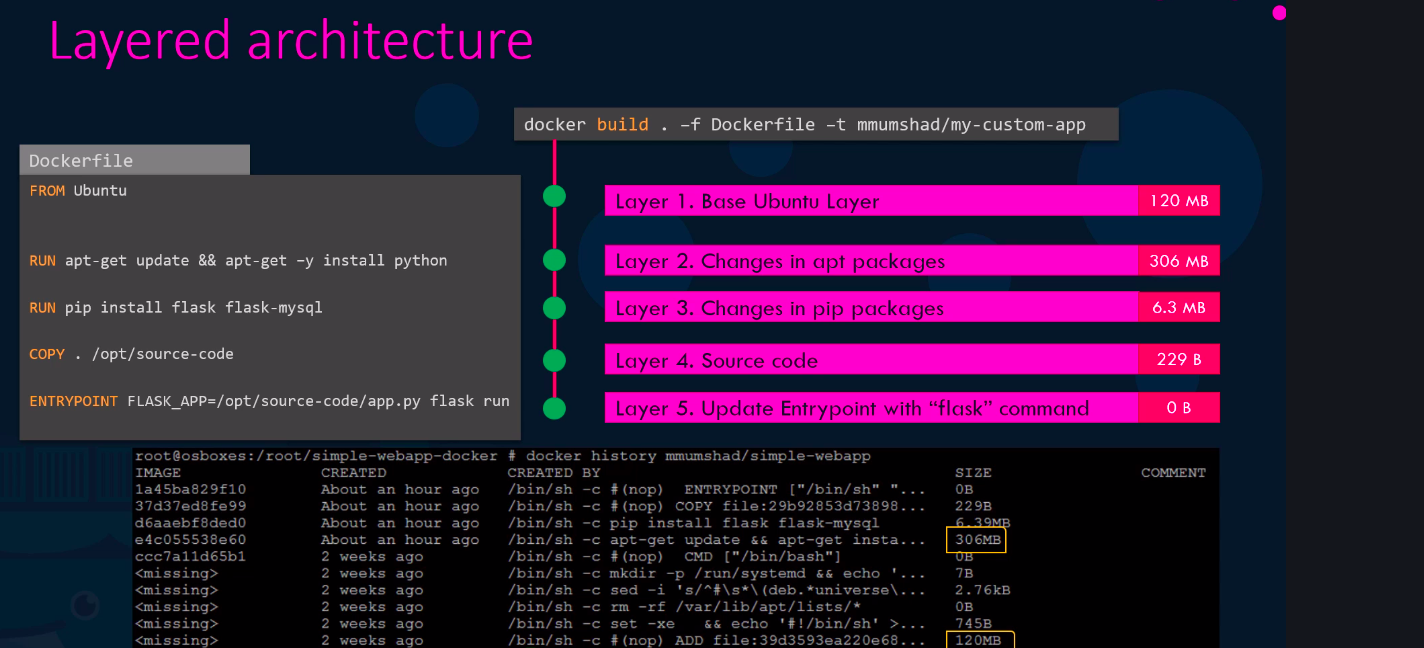 Layered architecture
docker build . –f Dockerfile –t mmumshad/my-custom-app
Dockerfile
FROM Ubuntu
RUN apt-get update && apt-get –y install python
RUN pip install flask flask-mysql
COPY . /opt/source-code
ENTRYPOINT FLASK_APP=/opt/source-code/app.py flask run
Layer 1. Base Ubuntu Layer 120 MB
Layer 2. Changes in apt packages 306 MB
Layer 3. Changes in pip packages 6.3 MB
Layer 4. Source code 229 B
Layer 5. Update Entrypoint with “flask” command 0 B
root@osboxes:/root/simple-webapp-docker # docker history mmumshad/simple-webapp
IMAGE CREATED CREATED BY SIZE COMMENT
1a45ba829f10 About an hour ago /bin/sh -c #(nop) ENTRYPOINT ["/bin/sh" "... 0B
37d37ed8fe99 About an hour ago /bin/sh -c #(nop) COPY file:29b92853d73898... 229B
d6aaebf8ded0 About an hour ago /bin/sh -c pip install flask flask-mysql 6.39MB
e4c055538e60 About an hour ago /bin/sh -c apt-get update && apt-get insta... 306MB
ccc7a11d65b1 2 weeks ago /bin/sh -c #(nop) CMD ["/bin/bash"] 0B
<missing> 2 weeks ago /bin/sh -c mkdir -p /run/systemd && echo '... 7B
<missing> 2 weeks ago /bin/sh -c sed -i 's/^#\s*\(deb.*universe\... 2.76kB
<missing> 2 weeks ago /bin/sh -c rm -rf /var/lib/apt/lists/* 0B
<missing> 2 weeks ago /bin/sh -c set -xe && echo '#!/bin/sh' >... 745B
<missing> 2 weeks ago /bin/sh -c #(nop) ADD file:39d3593ea220e68... 120MB